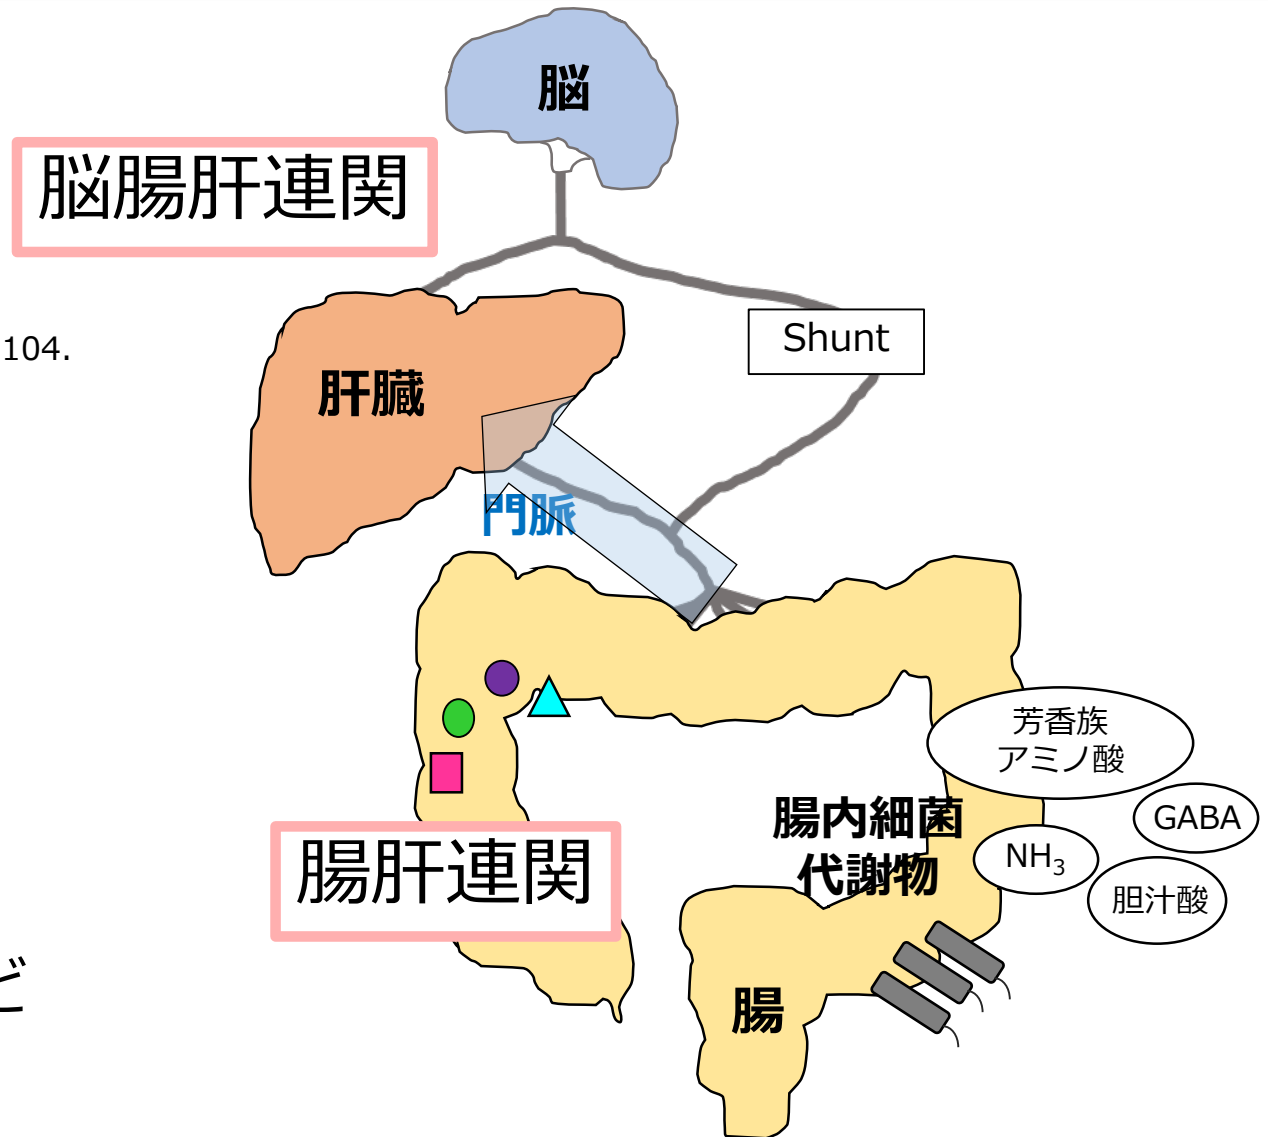 脳
脳腸肝連関
104.
Shunt
肝臓
門脈
芳香族
アミノ酸
GABA
腸内細菌
代謝物
NH₃
腸肝連関
胆汁酸
ど
腸